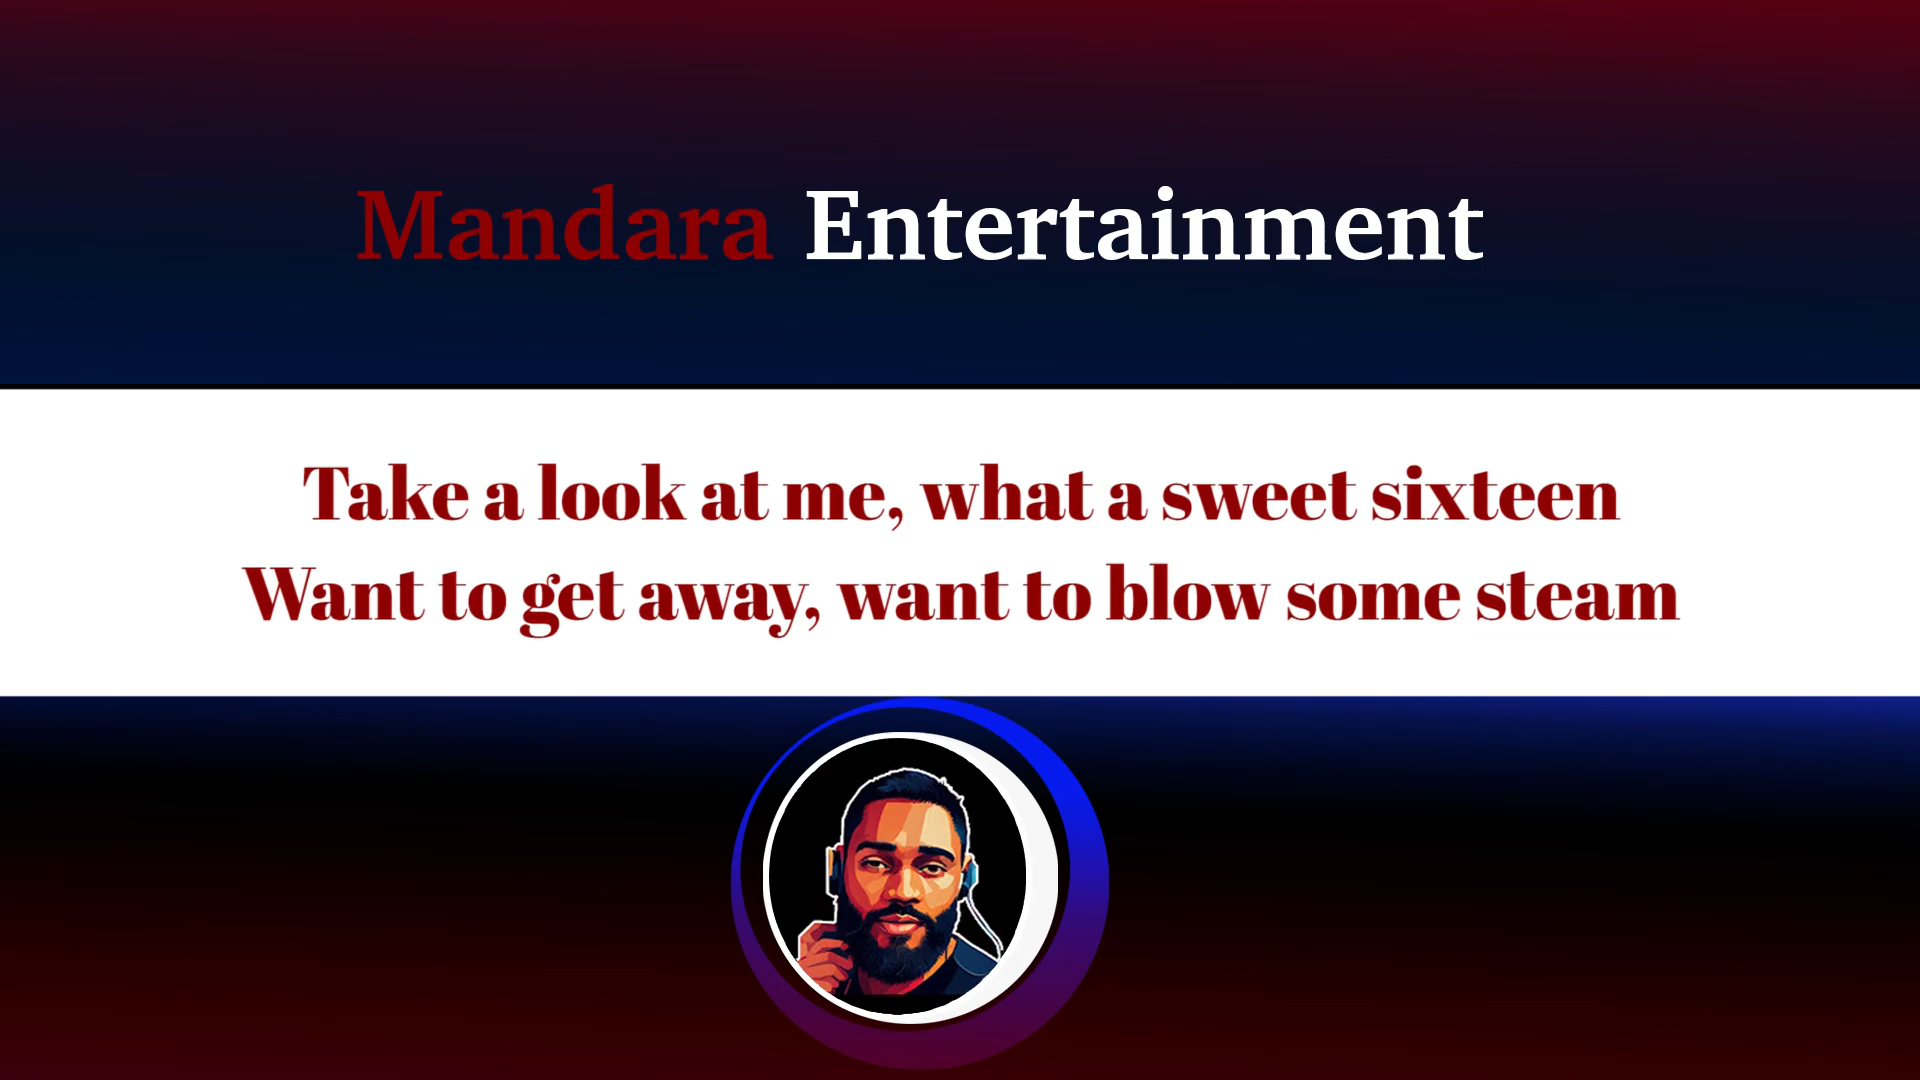 Mandara Entertainment
Take a look at me, what a sweet sixteen
Want to get away, want to blow some steam